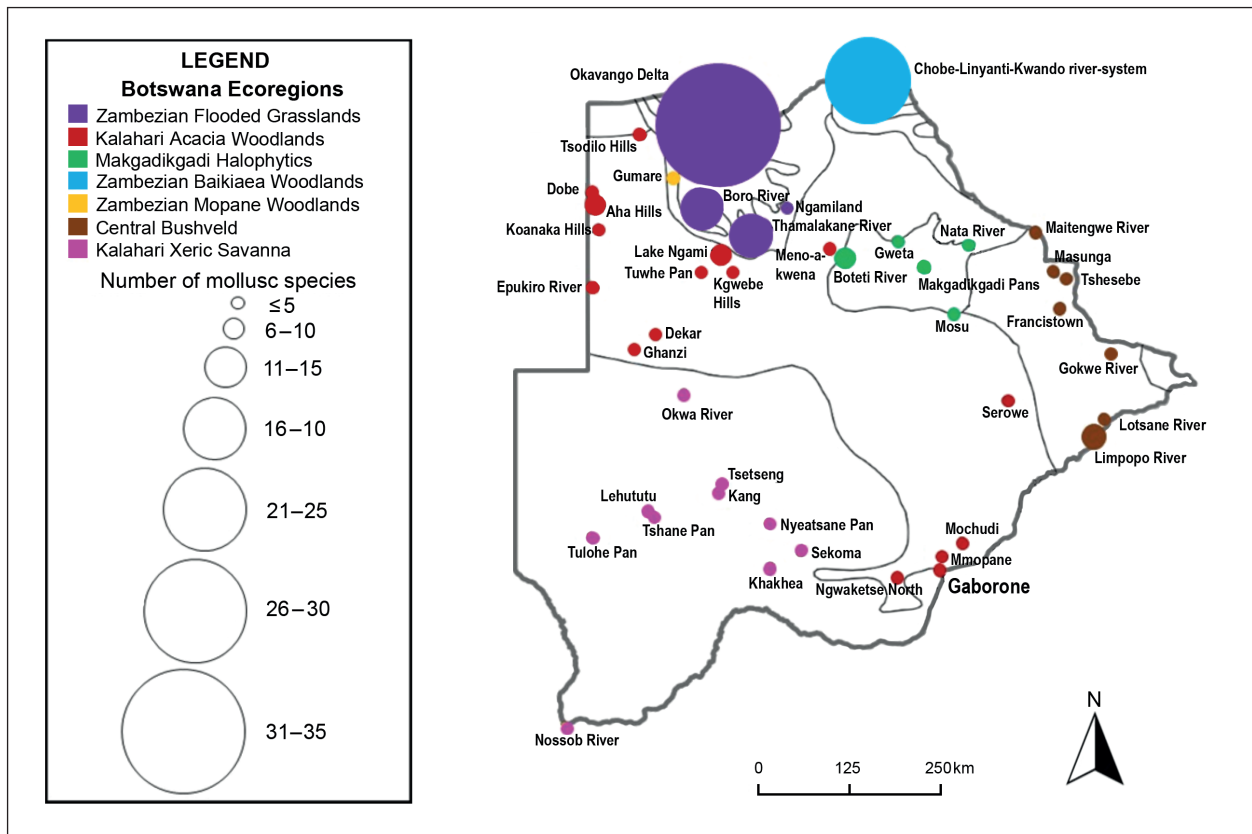 LEGEND
Botswana Ecoregions
Zambezian Flooded Grasslands
Kalahari Acacia Woodlands
Makgadikgadi Halophytics
Zambezian Baikiaea Woodlands
Zambezian Mopane Woodlands
Central Bushveld
Kalahari Xeric Savanna
Number of mollusc species
≤5
6–10
11–15
16–10
21–25
26–30
31–35
Okavango Delta
Chobe-Linyanti-Kwando river-system
Tsodilo Hills
Gumare
Dobe
Aha Hills
Koanaka Hills
Boro River
Ngamiland
Thamalakane River
Lake Ngami
Tuwhe Pan
Kgwebe
Hills
Meno-a-
kwena
Boteti River
Gweta
Nata River
Makgadikgadi Pans
Mosu
Maitengwe River
Masunga
Tshesebe
Francistown
Gokwe River
Epukiro River
Dekar
Ghanzi
Okwa River
Serowe
Lotsane River
Limpopo River
Tsetseng
Kang
Lehututu
Tshane Pan
Tulohe Pan
Nyeatsane Pan
Sekoma
Khakhea
Mochudi
Mmopane
Gaborone
Ngwaketse North
Nossob River
N
0 125 250 km